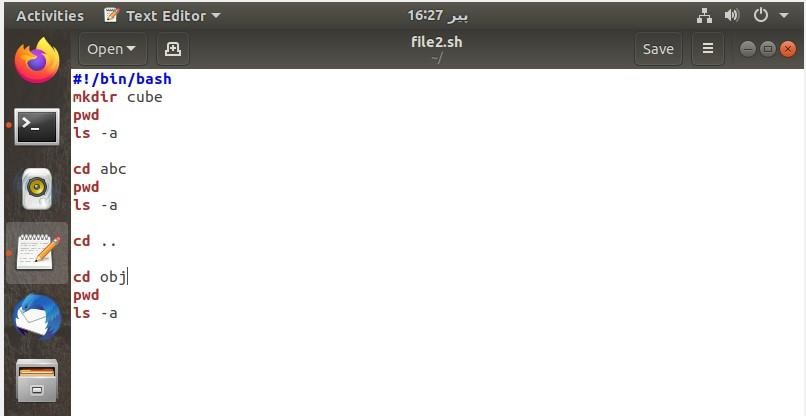 Activities Text Editor 16:27 پیر
Open file2.sh Save
~/
#!/bin/bash
mkdir cube
pwd
ls -a
cd abc
pwd
ls -a
cd ..
cd obj
pwd
ls -a